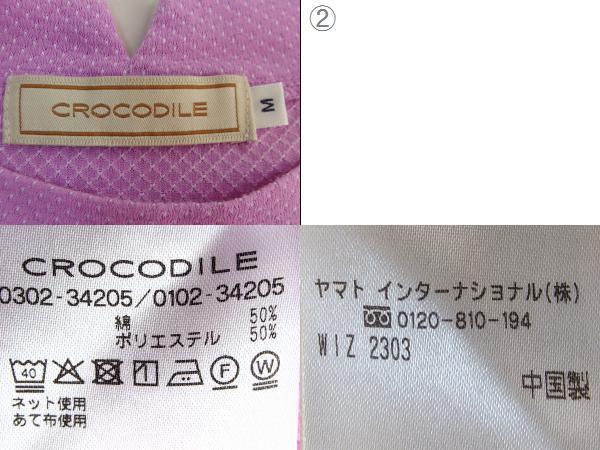 CROCODILE
M
②
CROCODILE
0302-34205/0102-34205
綿 50%
ポリエステル 50%
40
F
W
ネット使用
あて布使用
ヤマト インターナショナル(株)
0120-810-194
WIZ 2303
中国製